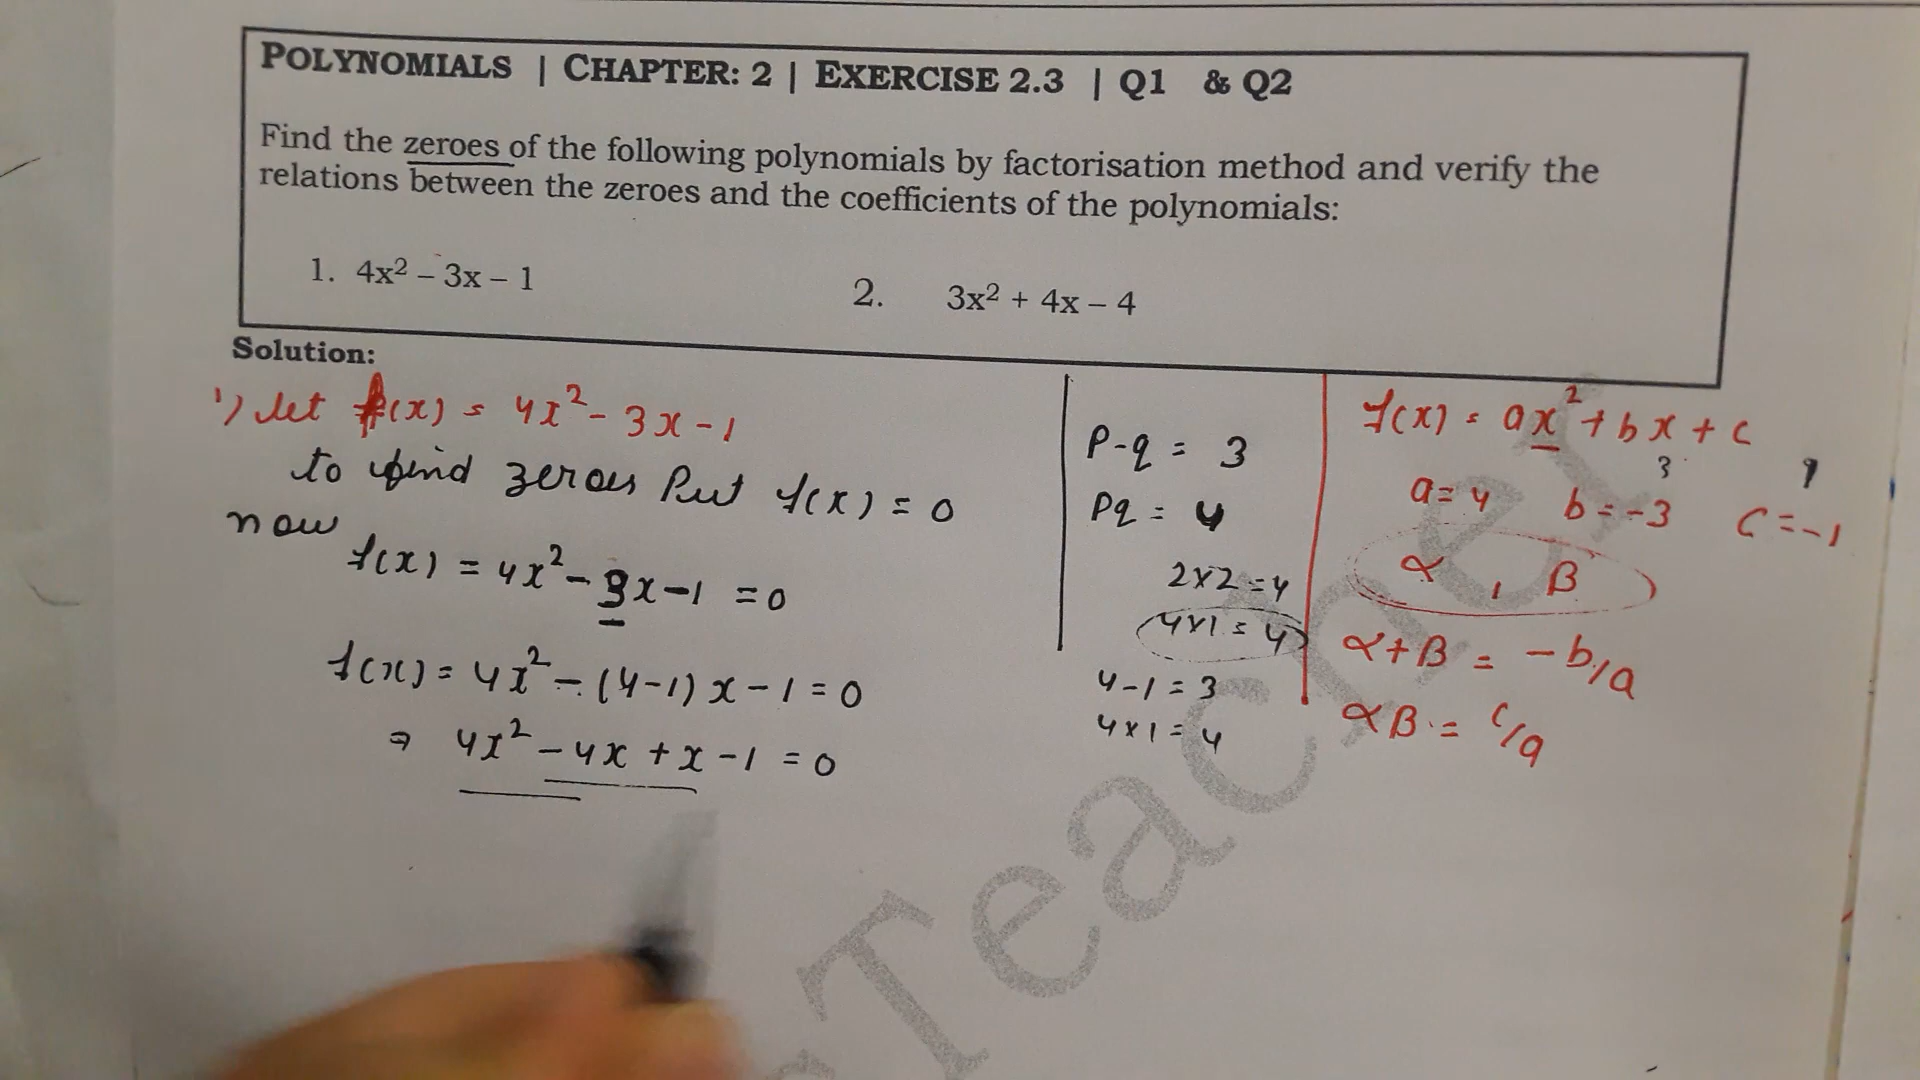 POLYNOMIALS | CHAPTER: 2 | EXERCISE 2.3 | Q1 & Q2
Find the zeroes of the following polynomials by factorisation method and verify the
relations between the zeroes and the coefficients of the polynomials:
1. 4x² – 3x – 1
2. 3x² + 4x – 4
Solution:
1) let f(x) = 4x² - 3x - 1
to find zeroes Put f(x) = 0
now
f(x) = 4x² - 3x - 1 = 0
f(x) = 4x² - (4-1) x - 1 = 0
⇒ 4x² - 4x + x - 1 = 0
P - q = 3
Pq = 4
2x2 = 4
4x1 = 4
4 - 1 = 3
4 x 1 = 4
f(x) = ax² + bx + c
3 1
a = 4 b = -3 C = -1
α , β
α + β = -b/a
αβ = c/a
Teacher